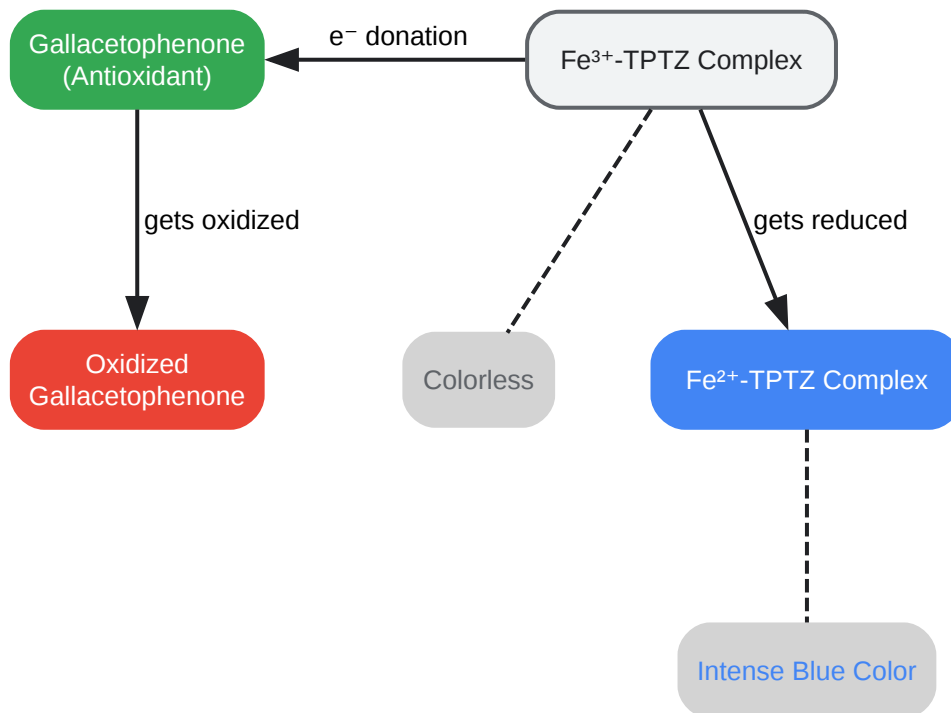 Gallacetophenone
(Antioxidant)
e⁻ donation
Fe³⁺-TPTZ Complex
gets oxidized
gets reduced
Oxidized
Gallacetophenone
Colorless
Fe²⁺-TPTZ Complex
Intense Blue Color